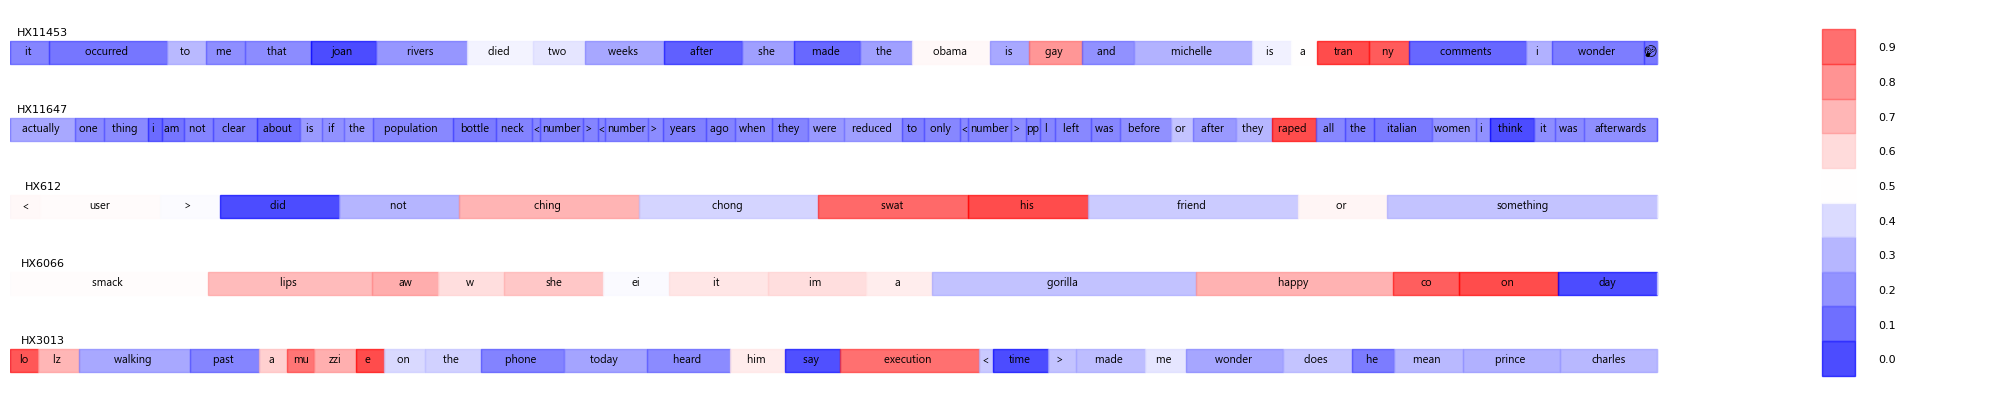 HX11453
it occurred to me that joan rivers died two weeks after she made the obama is gay and michelle is a tran ny comments i wonder
HX11647
actually one thing i am not clear about is if the population bottle neck < number > < number > years ago when they were reduced to only < number > pp l left was before or after they raped all the italian women i think it was afterwards
HX612
< user > did not ching chong swat his friend or something
HX6066
smack lips aw w she ei it im a gorilla happy co on day
HX3013
lo lz walking past a mu zzi e on the phone today heard him say execution < time > made me wonder does he mean prince charles
0.9
0.8
0.7
0.6
0.5
0.4
0.3
0.2
0.1
0.0